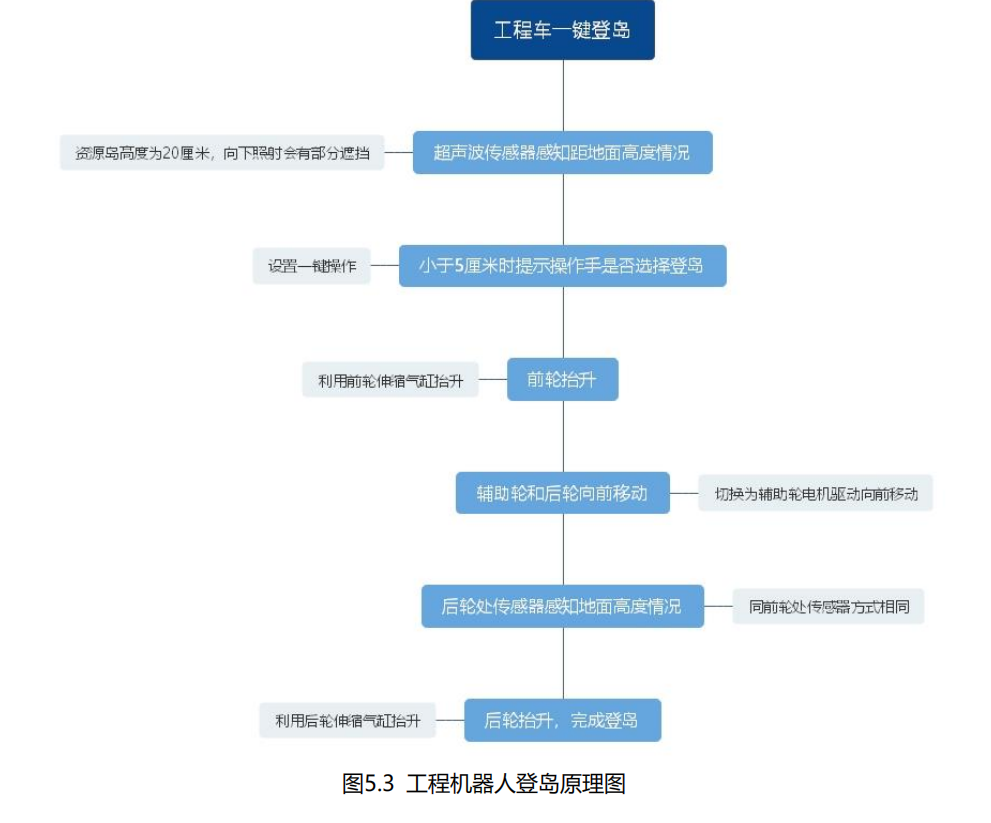 工程车一键登岛
资源岛高度为20厘米，向下照射会有部分遮挡
超声波传感器感知距地面高度情况
设置一键操作
小于5厘米时提示操作手是否选择登岛
利用前轮伸缩气缸抬升
前轮抬升
辅助轮和后轮向前移动
切换为辅助轮电机驱动向前移动
后轮处传感器感知地面高度情况
同前轮处传感器方式相同
利用后轮伸缩气缸抬升
后轮抬升，完成登岛
图5.3 工程机器人登岛原理图